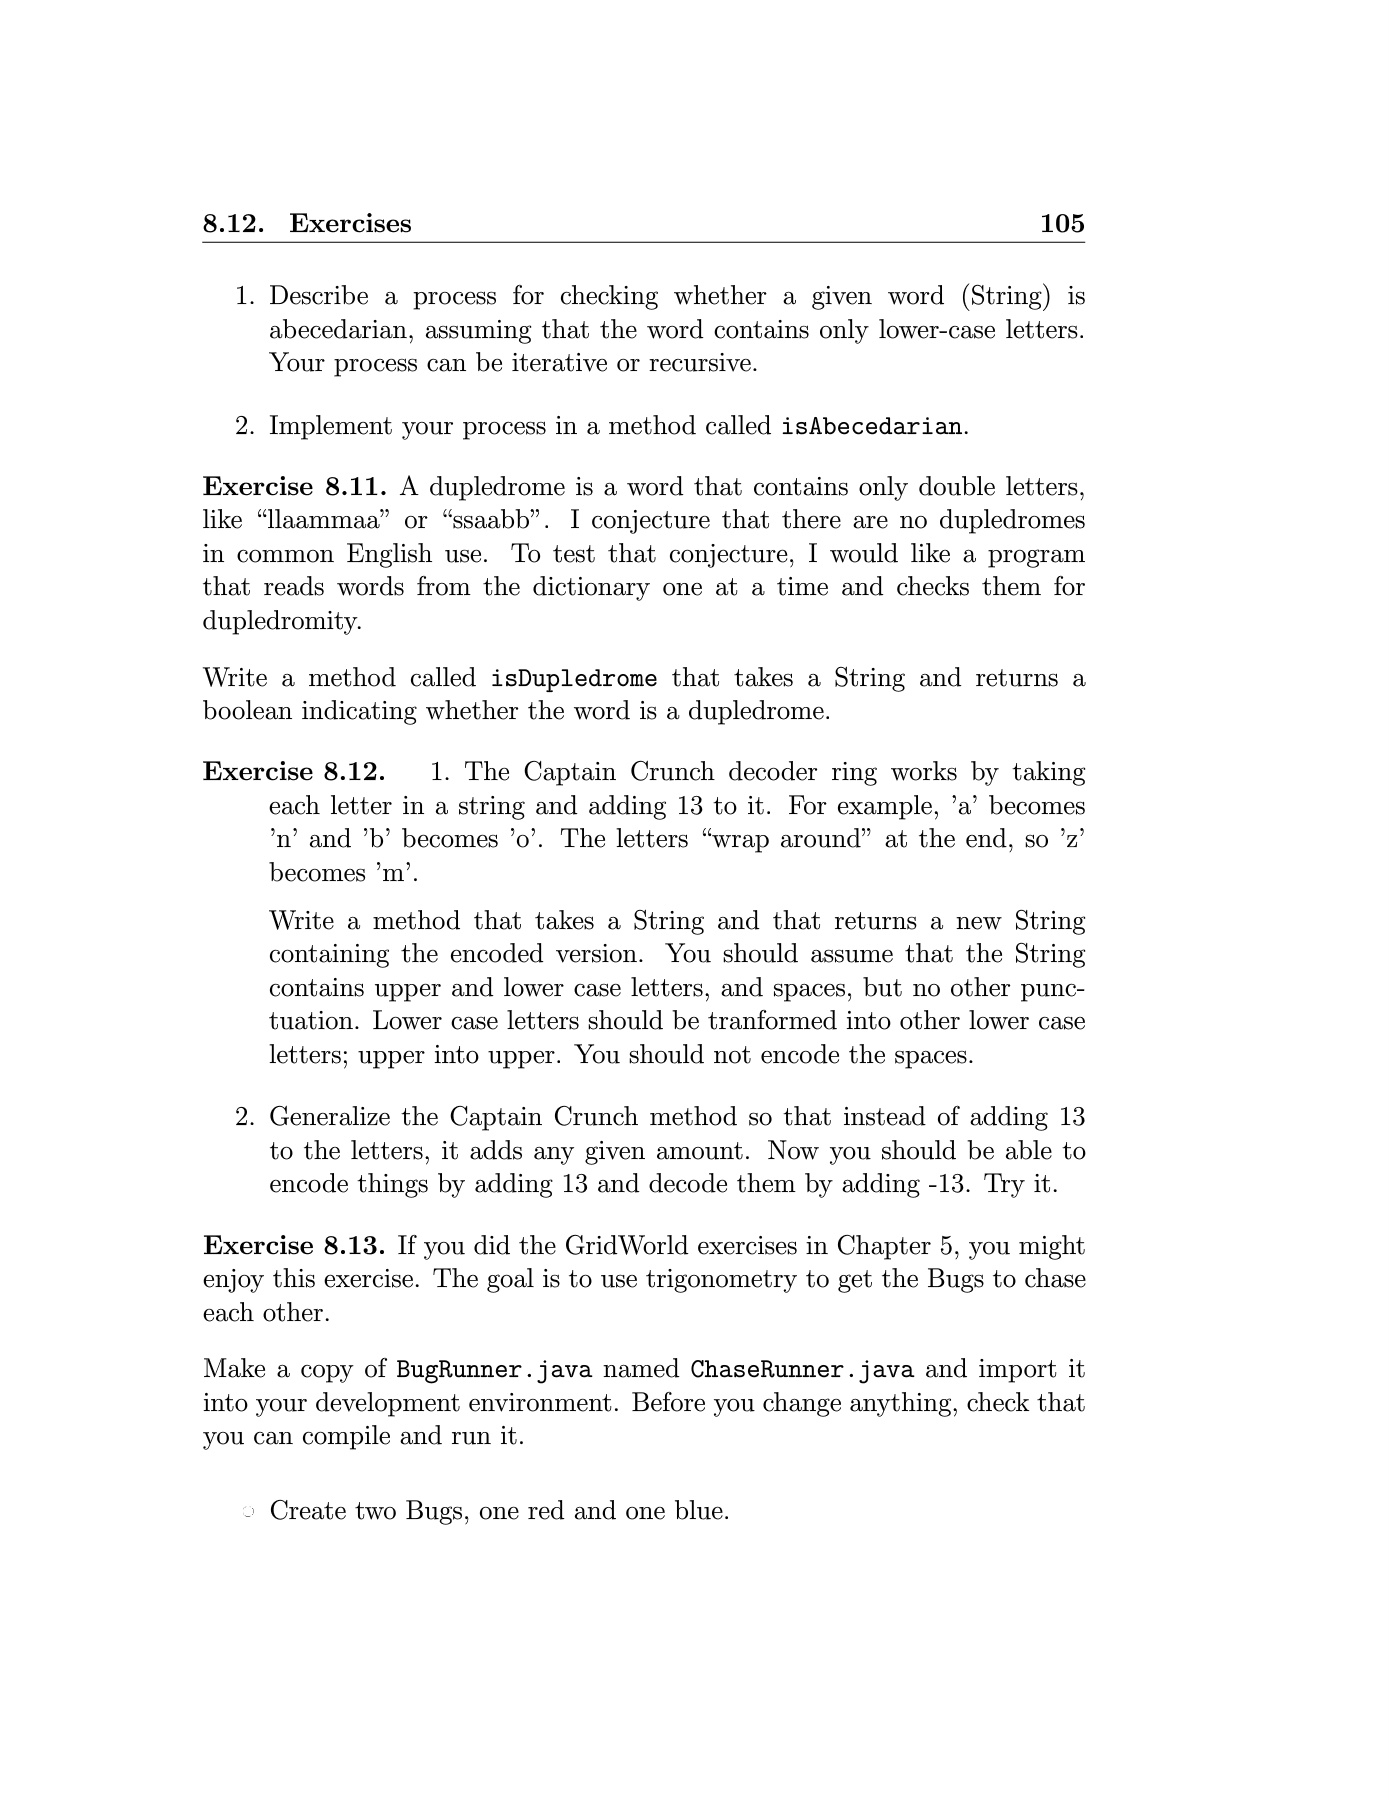 8.12. Exercises 105
1. Describe a process for checking whether a given word (String) is
abecedarian, assuming that the word contains only lower-case letters.
Your process can be iterative or recursive.
2. Implement your process in a method called isAbecedarian.
Exercise 8.11. A dupledrome is a word that contains only double letters,
like “llaammaa” or “ssaabb”. I conjecture that there are no dupledromes
in common English use. To test that conjecture, I would like a program
that reads words from the dictionary one at a time and checks them for
dupledromity.
Write a method called isDupledrome that takes a String and returns a
boolean indicating whether the word is a dupledrome.
Exercise 8.12. 1. The Captain Crunch decoder ring works by taking
each letter in a string and adding 13 to it. For example, ’a’ becomes
’n’ and ’b’ becomes ’o’. The letters “wrap around” at the end, so ’z’
becomes ’m’.
Write a method that takes a String and that returns a new String
containing the encoded version. You should assume that the String
contains upper and lower case letters, and spaces, but no other punc-
tuation. Lower case letters should be tranformed into other lower case
letters; upper into upper. You should not encode the spaces.
2. Generalize the Captain Crunch method so that instead of adding 13
to the letters, it adds any given amount. Now you should be able to
encode things by adding 13 and decode them by adding -13. Try it.
Exercise 8.13. If you did the GridWorld exercises in Chapter 5, you might
enjoy this exercise. The goal is to use trigonometry to get the Bugs to chase
each other.
Make a copy of BugRunner.java named ChaseRunner.java and import it
into your development environment. Before you change anything, check that
you can compile and run it.
○ Create two Bugs, one red and one blue.